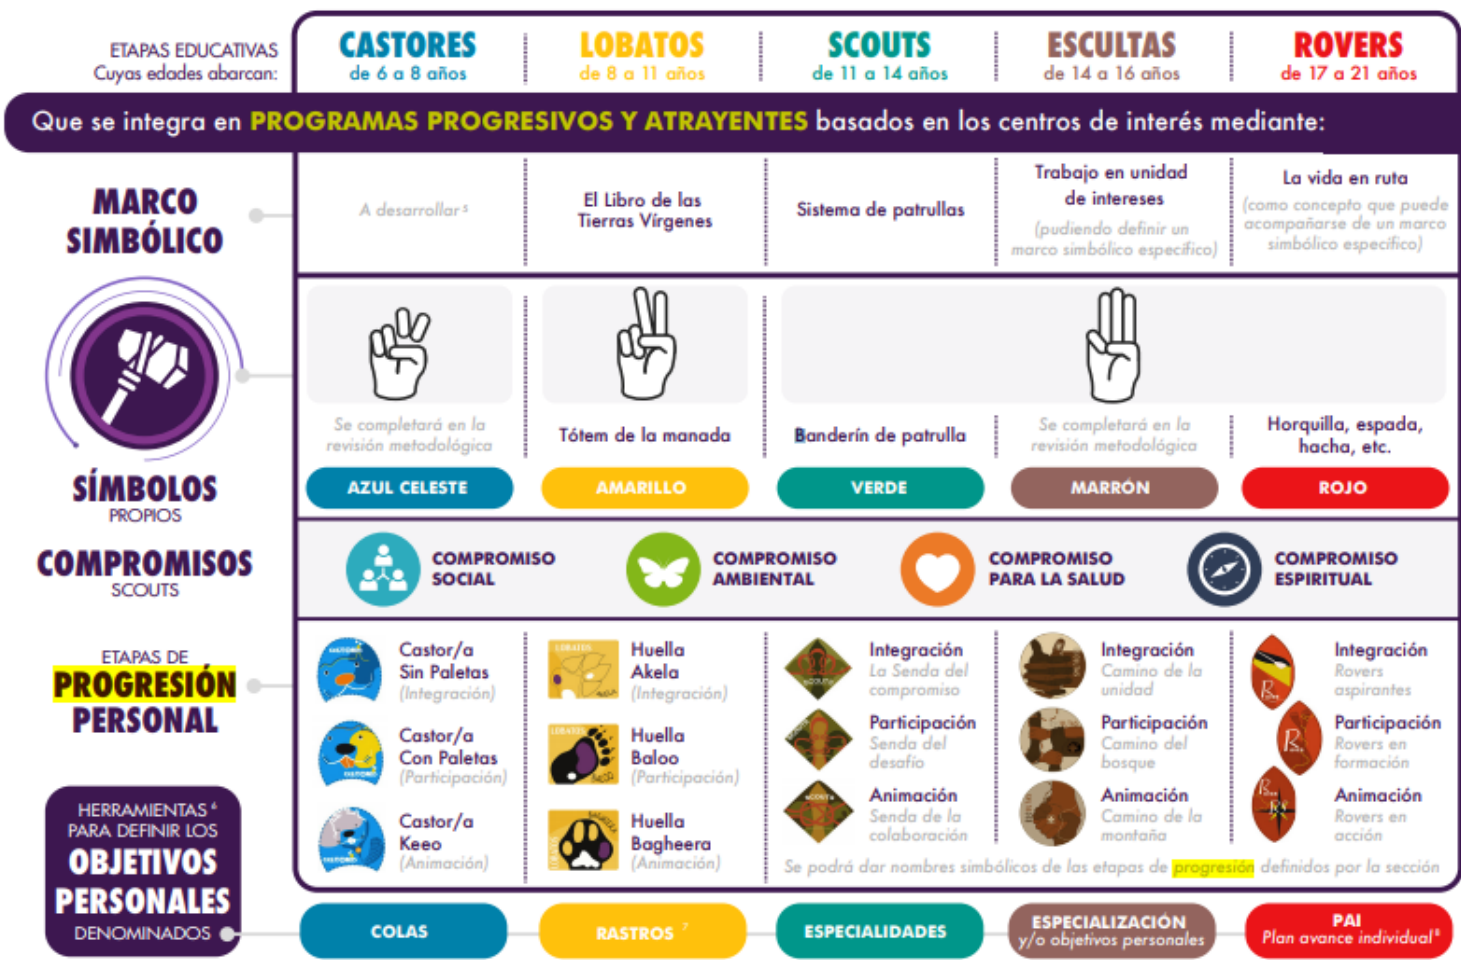 ETAPAS EDUCATIVAS
Cuyas edades abarcan:
CASTORES
de 6 a 8 años
LOBATOS
de 8 a 11 años
SCOUTS
de 11 a 14 años
ESCULTAS
de 14 a 16 años
ROVERS
de 17 a 21 años
Que se integra en PROGRAMAS PROGRESIVOS Y ATRAYENTES basados en los centros de interés mediante:
MARCO
SIMBÓLICO
A desarrollar⁵
El Libro de las
Tierras Vírgenes
Sistema de patrullas
Trabajo en unidad
de intereses
(pudiendo definir un
marco simbólico específico)
La vida en ruta
(como concepto que puede
acompañarse de un marco
simbólico específico)
SÍMBOLOS
PROPIOS
Se completará en la
revisión metodológica
Tótem de la manada
Banderín de patrulla
Se completará en la
revisión metodológica
Horquilla, espada,
hacha, etc.
AZUL CELESTE
AMARILLO
VERDE
MARRÓN
ROJO
COMPROMISOS
SCOUTS
COMPROMISO
SOCIAL
COMPROMISO
AMBIENTAL
COMPROMISO
PARA LA SALUD
COMPROMISO
ESPIRITUAL
ETAPAS DE
PROGRESIÓN
PERSONAL
Castor/a
Sin Paletas
(Integración)
Castor/a
Con Paletas
(Participación)
Castor/a
Keeo
(Animación)
LOBATOS
Huella
Akela
(Integración)
LOBATOS
Huella
Baloo
(Participación)
Huella
Bagheera
(Animación)
Integración
La Senda del
compromiso
Participación
Senda del
desafío
Animación
Senda de la
colaboración
Integración
Camino de la
unidad
Participación
Camino del
bosque
Animación
Camino de la
montaña
Integración
Rovers
aspirantes
Participación
Rovers en
formación
Animación
Rovers en
acción
Se podrá dar nombres simbólicos de las etapas de progresión definidos por la sección
HERRAMIENTAS⁶
PARA DEFINIR LOS
OBJETIVOS
PERSONALES
DENOMINADOS
COLAS
RASTROS ⁷
ESPECIALIDADES
ESPECIALIZACIÓN
y/o objetivos personales
PAI
Plan avance individual⁸